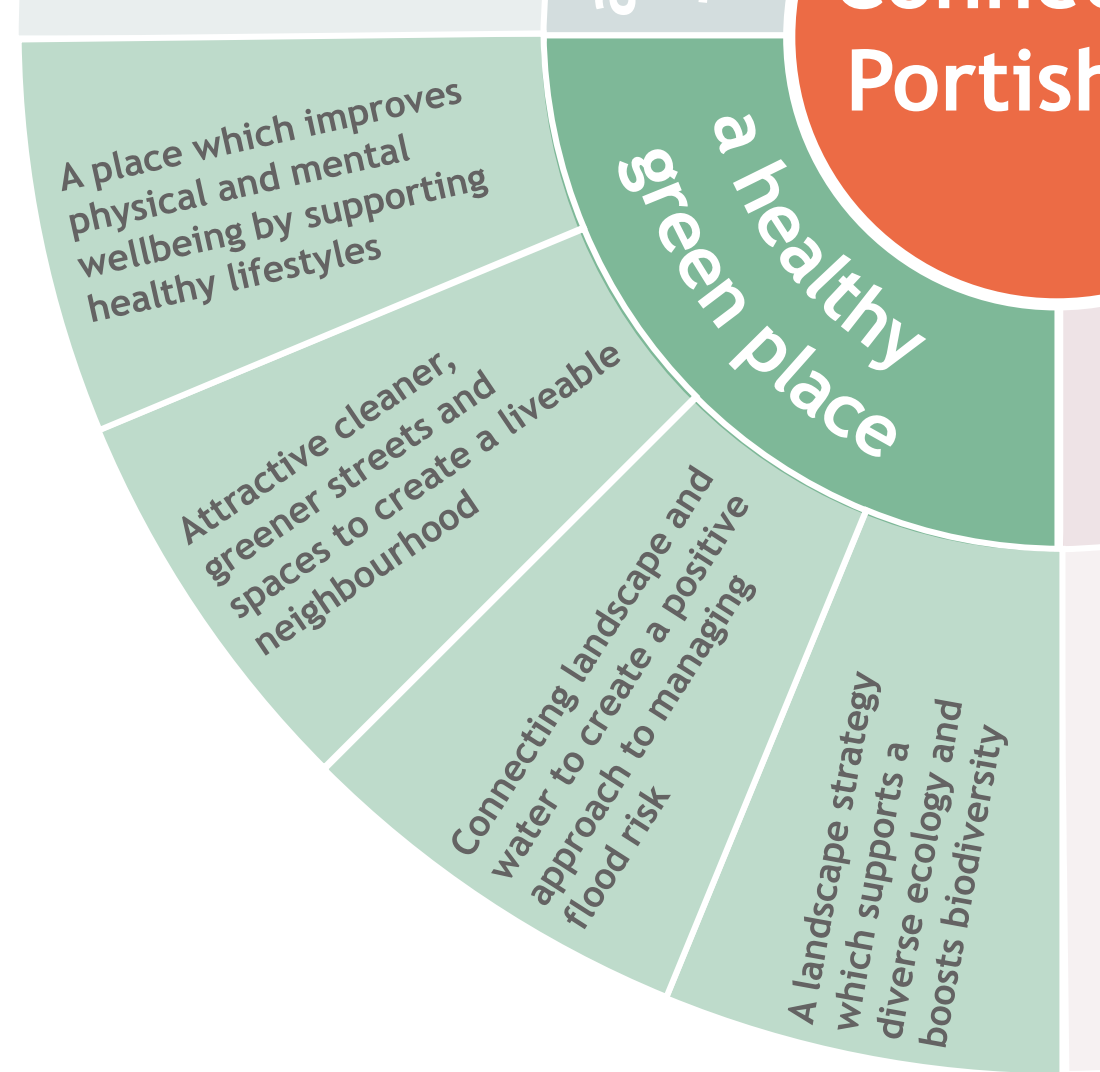 Portish
a healthy
green place
A place which improves
physical and mental
wellbeing by supporting
healthy lifestyles
Attractive cleaner,
greener streets and
spaces to create a liveable
neighbourhood
Connecting landscape and
water to create a positive
approach to managing
flood risk
A landscape strategy
which supports a
diverse ecology and
boosts biodiversity